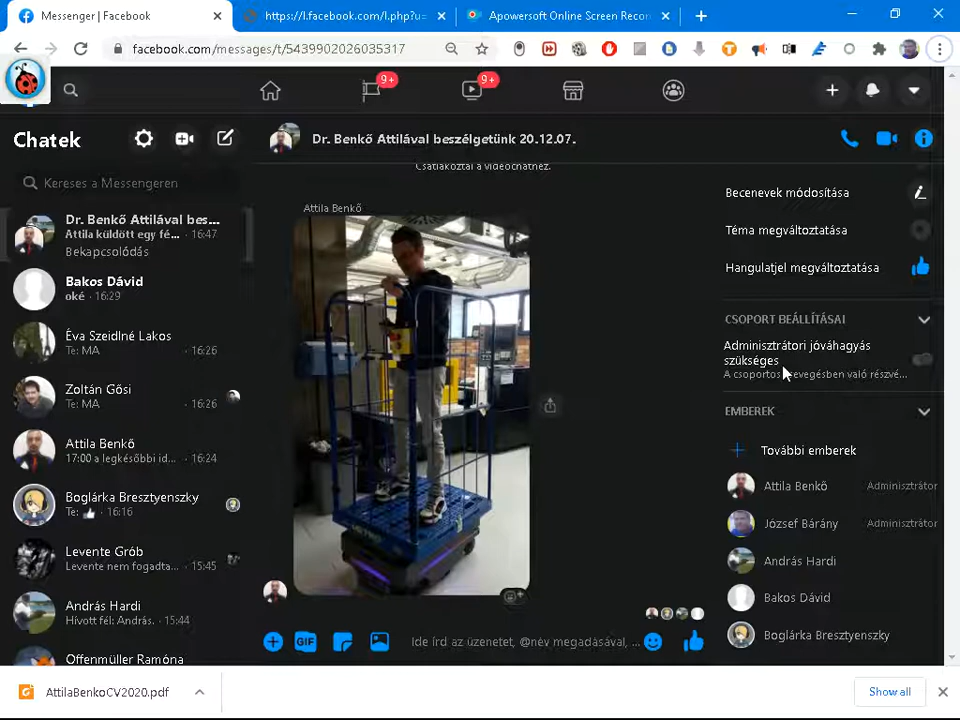 Messenger | Facebook
https://l.facebook.com/l.php?u=
Apowersoft Online Screen Recor
facebook.com/messages/t/5439902026035317
9+
9+
Chatek
Keresés a Messengeren
Dr. Benkő Attilával bes...
Attila küldött egy fé... · 16:47
Bekapcsolódás
Bakos Dávid
oké · 16:29
Éva Szeidlné Lakos
Te: MA · 16:26
Zoltán Gősi
Te: MA · 16:26
Attila Benkő
17:00 a legkésőbbi id... · 16:24
Boglárka Bresztyenszky
Te: 👍 · 16:16
Levente Grób
Levente nem fogadta... · 15:45
András Hardi
Hívott fél: András. · 15:44
Offenmüller Ramóna
Dr. Benkő Attilával beszélgetünk 20.12.07.
Csatlakoztál a videochathez.
Attila Benkő
GIF
Ide írd az üzenetet, @név megadásával, ...
Becenevek módosítása
Téma megváltoztatása
Hangulatjel megváltoztatása
CSOPORT BEÁLLÍTÁSAI
Adminisztrátori jóváhagyás
szükséges
A csoportos
evegésben való részvé...
EMBEREK
További emberek
Attila Benkő Adminisztrátor
József Bárány Adminisztrátor
András Hardi
Bakos Dávid
Boglárka Bresztyenszky
AttilaBenkoCV2020.pdf
Show all